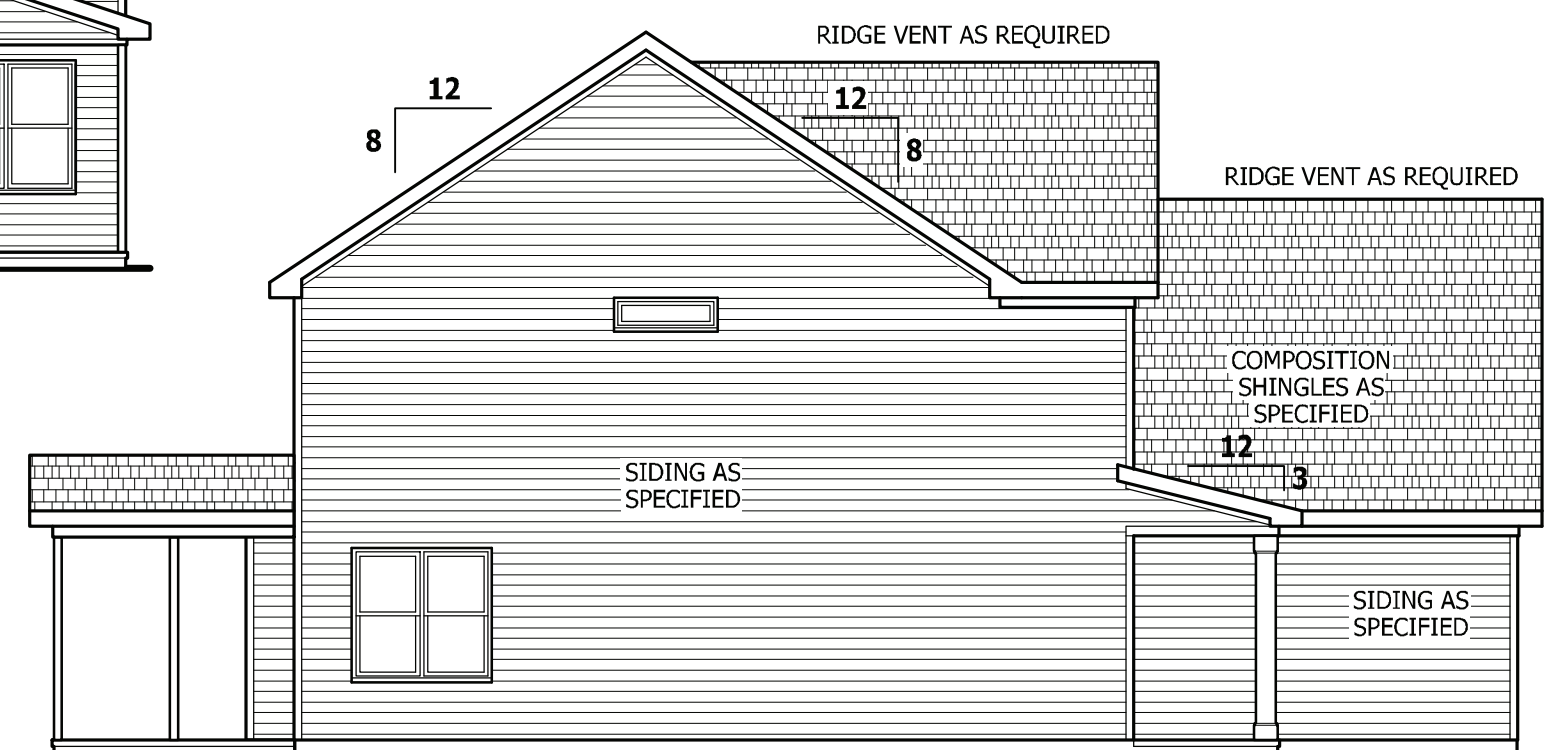 RIDGE VENT AS REQUIRED
12
8
12
8
RIDGE VENT AS REQUIRED
COMPOSITION
SHINGLES AS
SPECIFIED
12
3
SIDING AS
SPECIFIED
SIDING AS
SPECIFIED